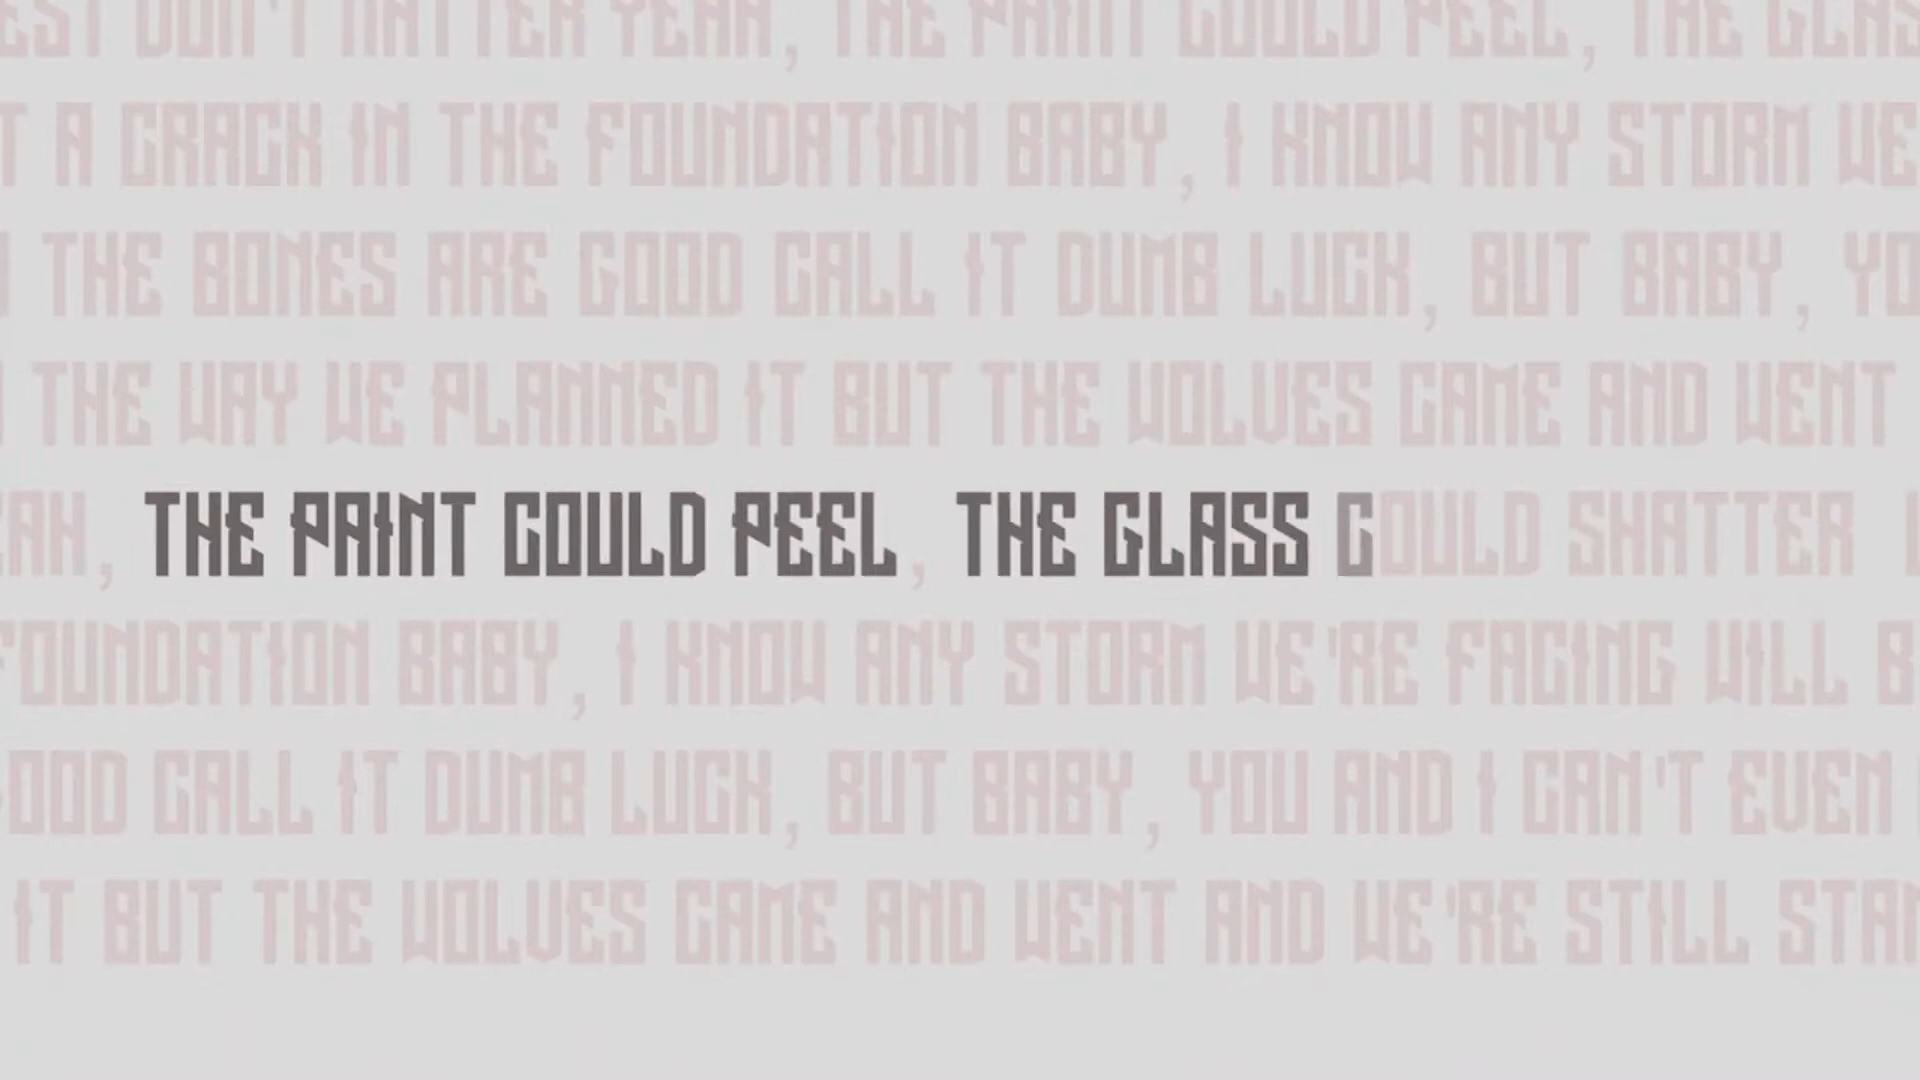 EST DON'T MATTER YEAH, THE PAINT COULD PEEL, THE GLAS
T A CRACK IN THE FOUNDATION BABY, I KNOW ANY STORM WE
THE BONES ARE GOOD CALL IT DUMB LUCK, BUT BABY, YO
THE WAY WE PLANNED IT BUT THE WOLVES CAME AND WENT
EAH, THE PAINT COULD PEEL, THE GLASS COULD SHATTER
FOUNDATION BABY, I KNOW ANY STORM WE'RE FACING WILL B
OOD CALL IT DUMB LUCK, BUT BABY, YOU AND I CAN'T EVEN
IT BUT THE WOLVES CAME AND WENT AND WE'RE STILL STAN